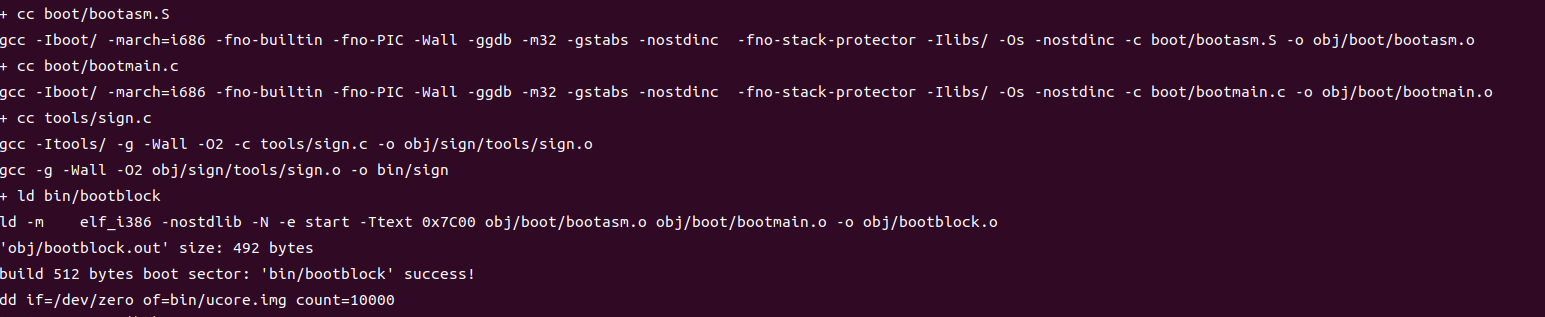 + cc boot/bootasm.S
gcc -Iboot/ -march=i686 -fno-builtin -fno-PIC -Wall -ggdb -m32 -gstabs -nostdinc  -fno-stack-protector -Ilibs/ -Os -nostdinc -c boot/bootasm.S -o obj/boot/bootasm.o
+ cc boot/bootmain.c
gcc -Iboot/ -march=i686 -fno-builtin -fno-PIC -Wall -ggdb -m32 -gstabs -nostdinc  -fno-stack-protector -Ilibs/ -Os -nostdinc -c boot/bootmain.c -o obj/boot/bootmain.o
+ cc tools/sign.c
gcc -Itools/ -g -Wall -O2 -c tools/sign.c -o obj/sign/tools/sign.o
gcc -g -Wall -O2 obj/sign/tools/sign.o -o bin/sign
+ ld bin/bootblock
ld -m    elf_i386 -nostdlib -N -e start -Ttext 0x7C00 obj/boot/bootasm.o obj/boot/bootmain.o -o obj/bootblock.o
'obj/bootblock.out' size: 492 bytes
build 512 bytes boot sector: 'bin/bootblock' success!
dd if=/dev/zero of=bin/ucore.img count=10000